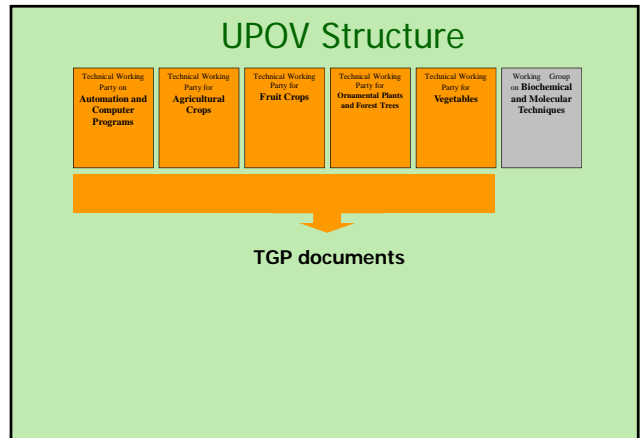 UPOV Structure
Technical Working
Party on
Automation and
Computer
Programs
Technical Working
Party for
Agricultural
Crops
Technical Working
Party for
Fruit Crops
Technical Working
Party for
Ornamental Plants
and Forest Trees
Technical Working
Party for
Vegetables
Working Group
on Biochemical
and Molecular
Techniques
TGP documents